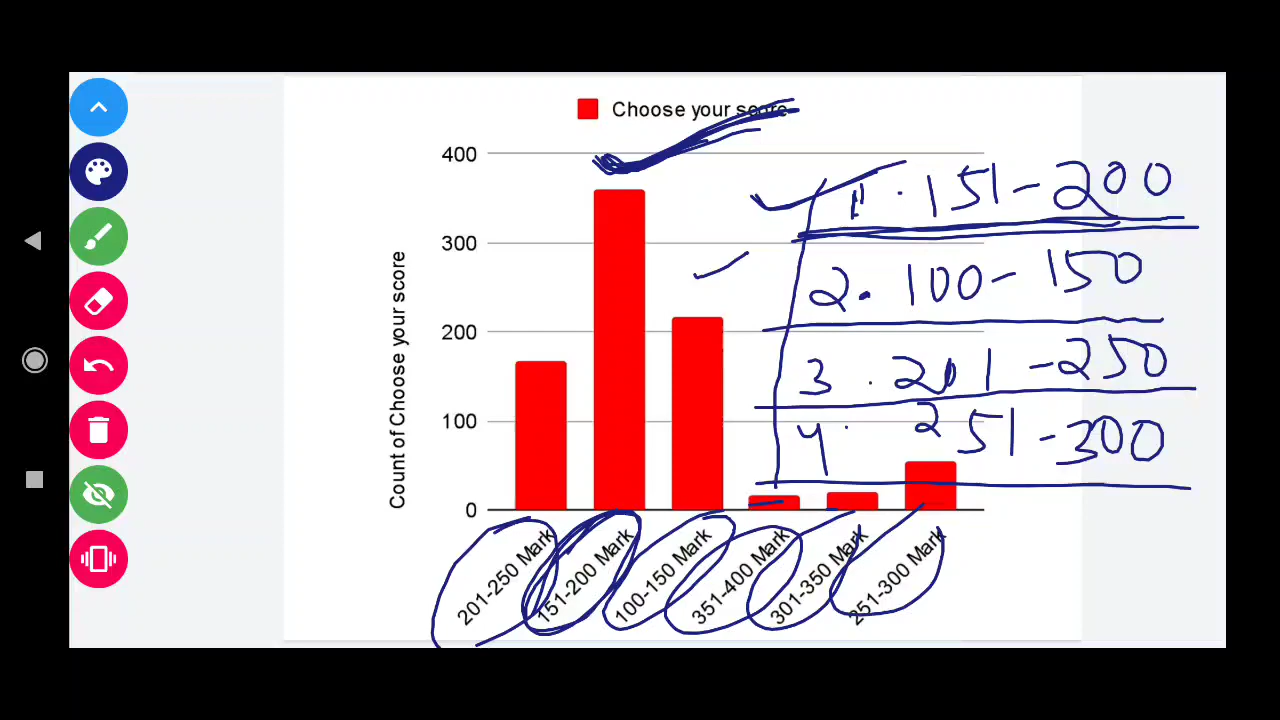 Choose your score
400
300
200
100
0
Count of Choose your score
201-250 Mark
151-200 Mark
100-150 Mark
351-400 Mark
301-350 Mark
251-300 Mark
1. 151-200
2. 100-150
3. 201-250
4. 251-300